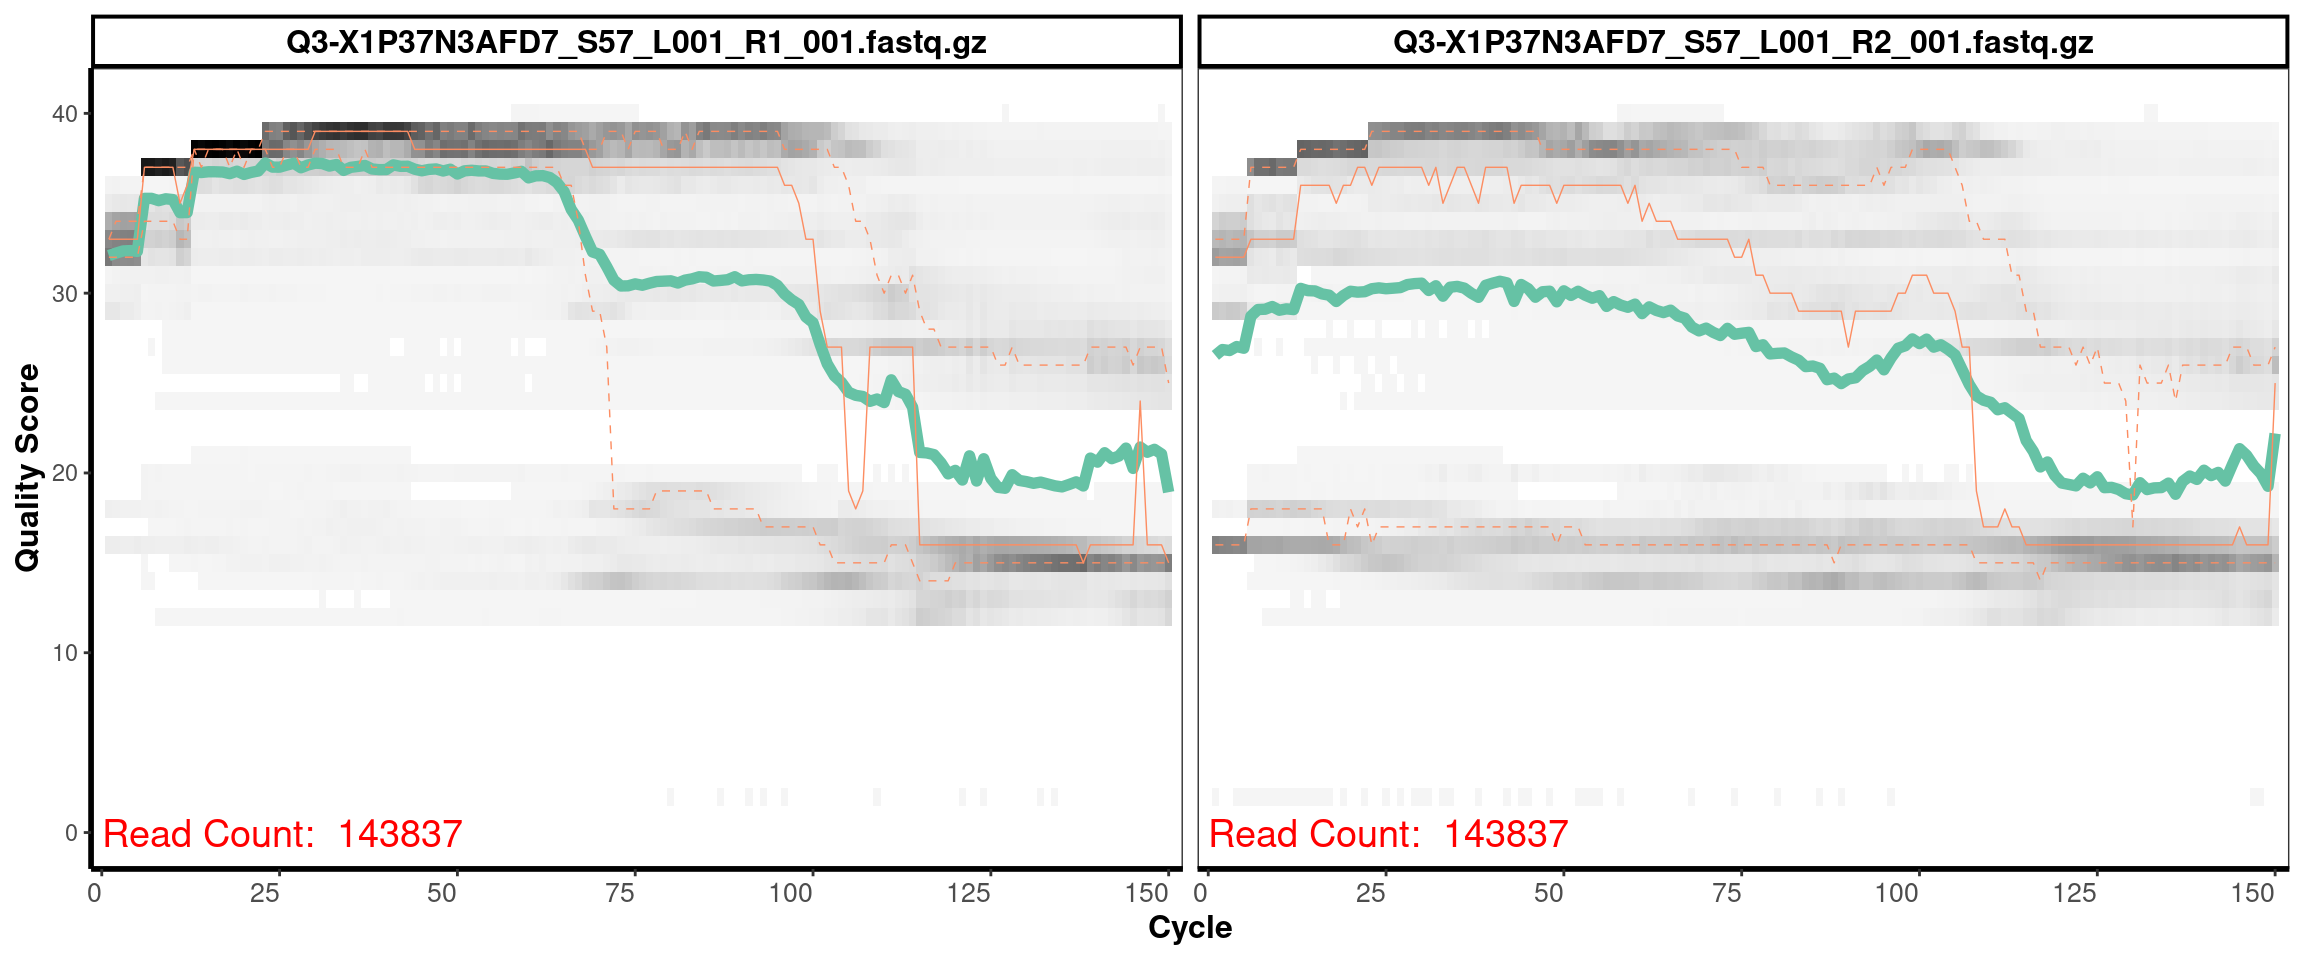 Q3-X1P37N3AFD7_S57_L001_R1_001.fastq.gz
Q3-X1P37N3AFD7_S57_L001_R2_001.fastq.gz
40
30
20
10
0
Quality Score
Read Count: 143837
Read Count: 143837
0 25 50 75 100 125 150
0 25 50 75 100 125 150
Cycle